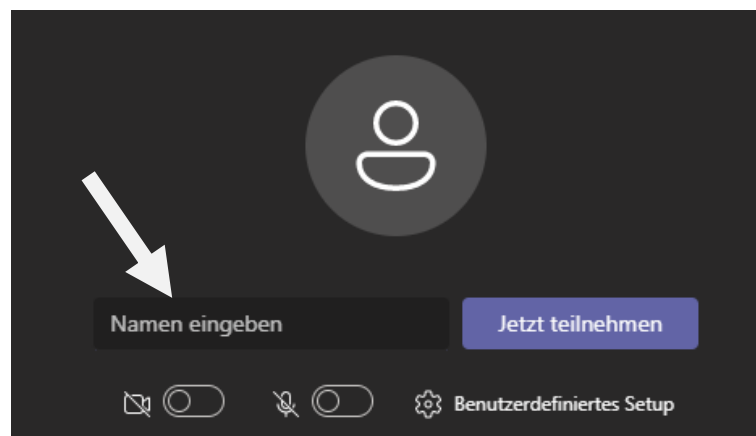 Namen eingeben
Jetzt teilnehmen
Benutzerdefiniertes Setup